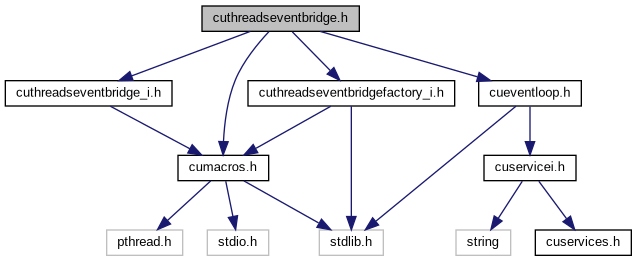 cuthreadseventbridge.h
cuthreadseventbridge_i.h
cuthreadseventbridgefactory_i.h
cueventloop.h
cumacros.h
cuservicei.h
pthread.h
stdio.h
stdlib.h
string
cuservices.h